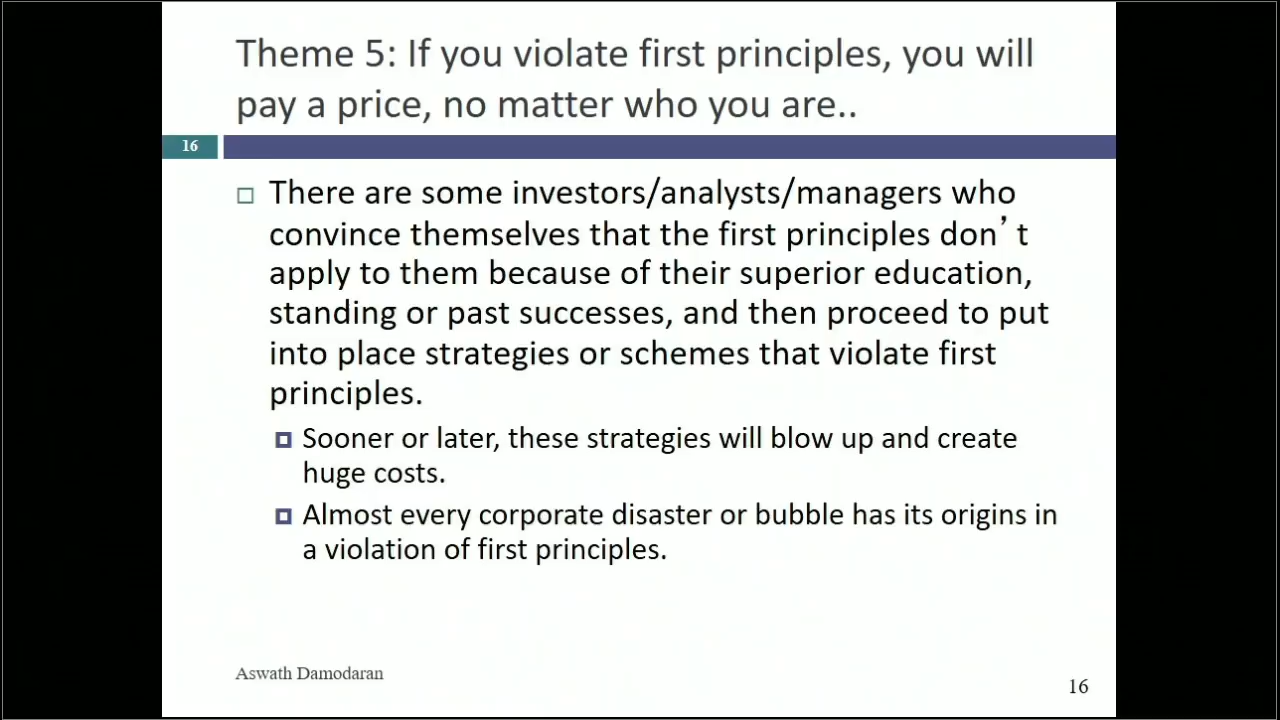 Theme 5: If you violate first principles, you will
pay a price, no matter who you are..
16
There are some investors/analysts/managers who
convince themselves that the first principles don’t
apply to them because of their superior education,
standing or past successes, and then proceed to put
into place strategies or schemes that violate first
principles.
Sooner or later, these strategies will blow up and create
huge costs.
Almost every corporate disaster or bubble has its origins in
a violation of first principles.
Aswath Damodaran
16